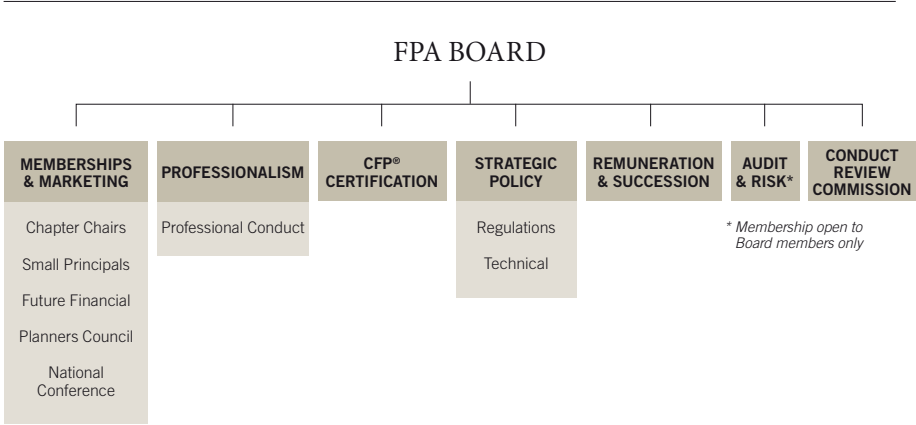 FPA BOARD
MEMBERSHIPS
& MARKETING
Chapter Chairs
Small Principals
Future Financial
Planners Council
National
Conference
PROFESSIONALISM
Professional Conduct
CFP®
CERTIFICATION
STRATEGIC
POLICY
Regulations
Technical
REMUNERATION
& SUCCESSION
AUDIT
& RISK*
CONDUCT
REVIEW
COMMISSION
* Membership open to
Board members only